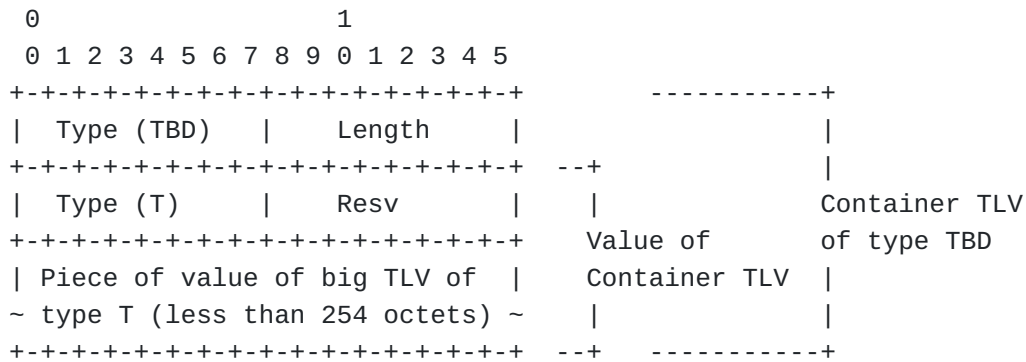 0                   1
 0 1 2 3 4 5 6 7 8 9 0 1 2 3 4 5
+-+-+-+-+-+-+-+-+-+-+-+-+-+-+-+-+        -----------+
|  Type (TBD)   |    Length     |                   |
+-+-+-+-+-+-+-+-+-+-+-+-+-+-+-+-+  --+              |
|  Type (T)     |    Resv       |    |              Container TLV
+-+-+-+-+-+-+-+-+-+-+-+-+-+-+-+-+    Value of       of type TBD
| Piece of value of big TLV of  |    Container TLV  |
~ type T (less than 254 octets) ~    |              |
+-+-+-+-+-+-+-+-+-+-+-+-+-+-+-+-+  --+   -----------+